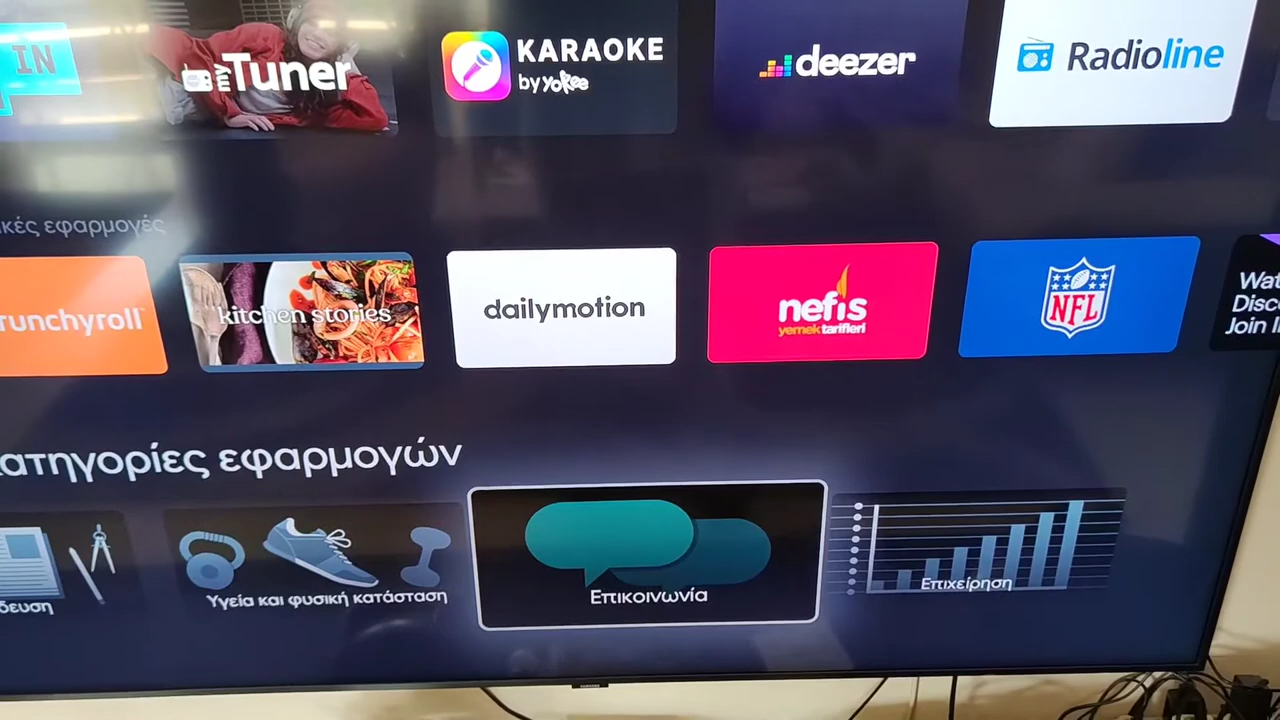 IN
myTuner
KARAOKE
by Yokee
deezer
Radioline
κές εφαρμογές
runchyroll
kitchen stories
dailymotion
nefis
yemek tarifleri
NFL
Wat
Disc
Join I
ατηγορίες εφαρμογών
δευση
Υγεία και φυσική κατάσταση
Επικοινωνία
Επιχείρηση
SAMSUNG